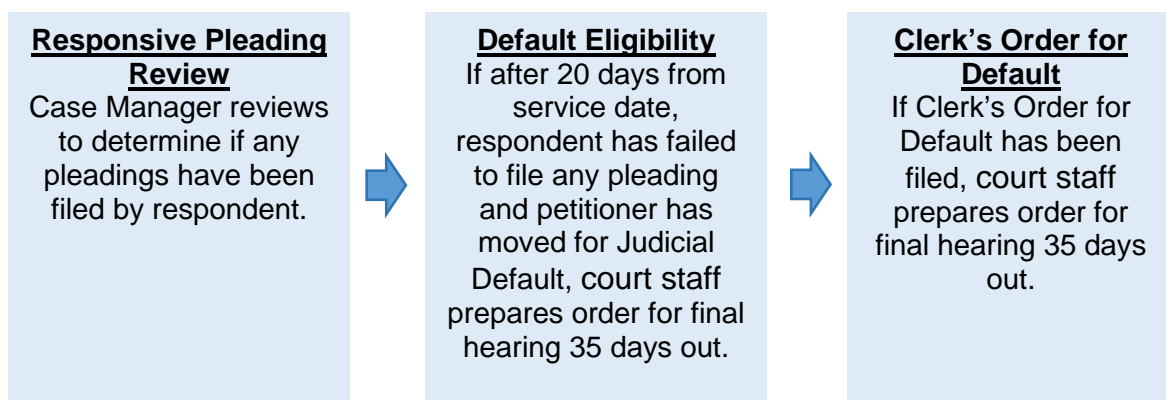 Responsive Pleading
Review
Case Manager reviews
to determine if any
pleadings have been
filed by respondent.
Default Eligibility
If after 20 days from
service date,
respondent has failed
to file any pleading
and petitioner has
moved for Judicial
Default, court staff
prepares order for final
hearing 35 days out.
Clerk’s Order for
Default
If Clerk’s Order for
Default has been
filed, court staff
prepares order for
final hearing 35 days
out.